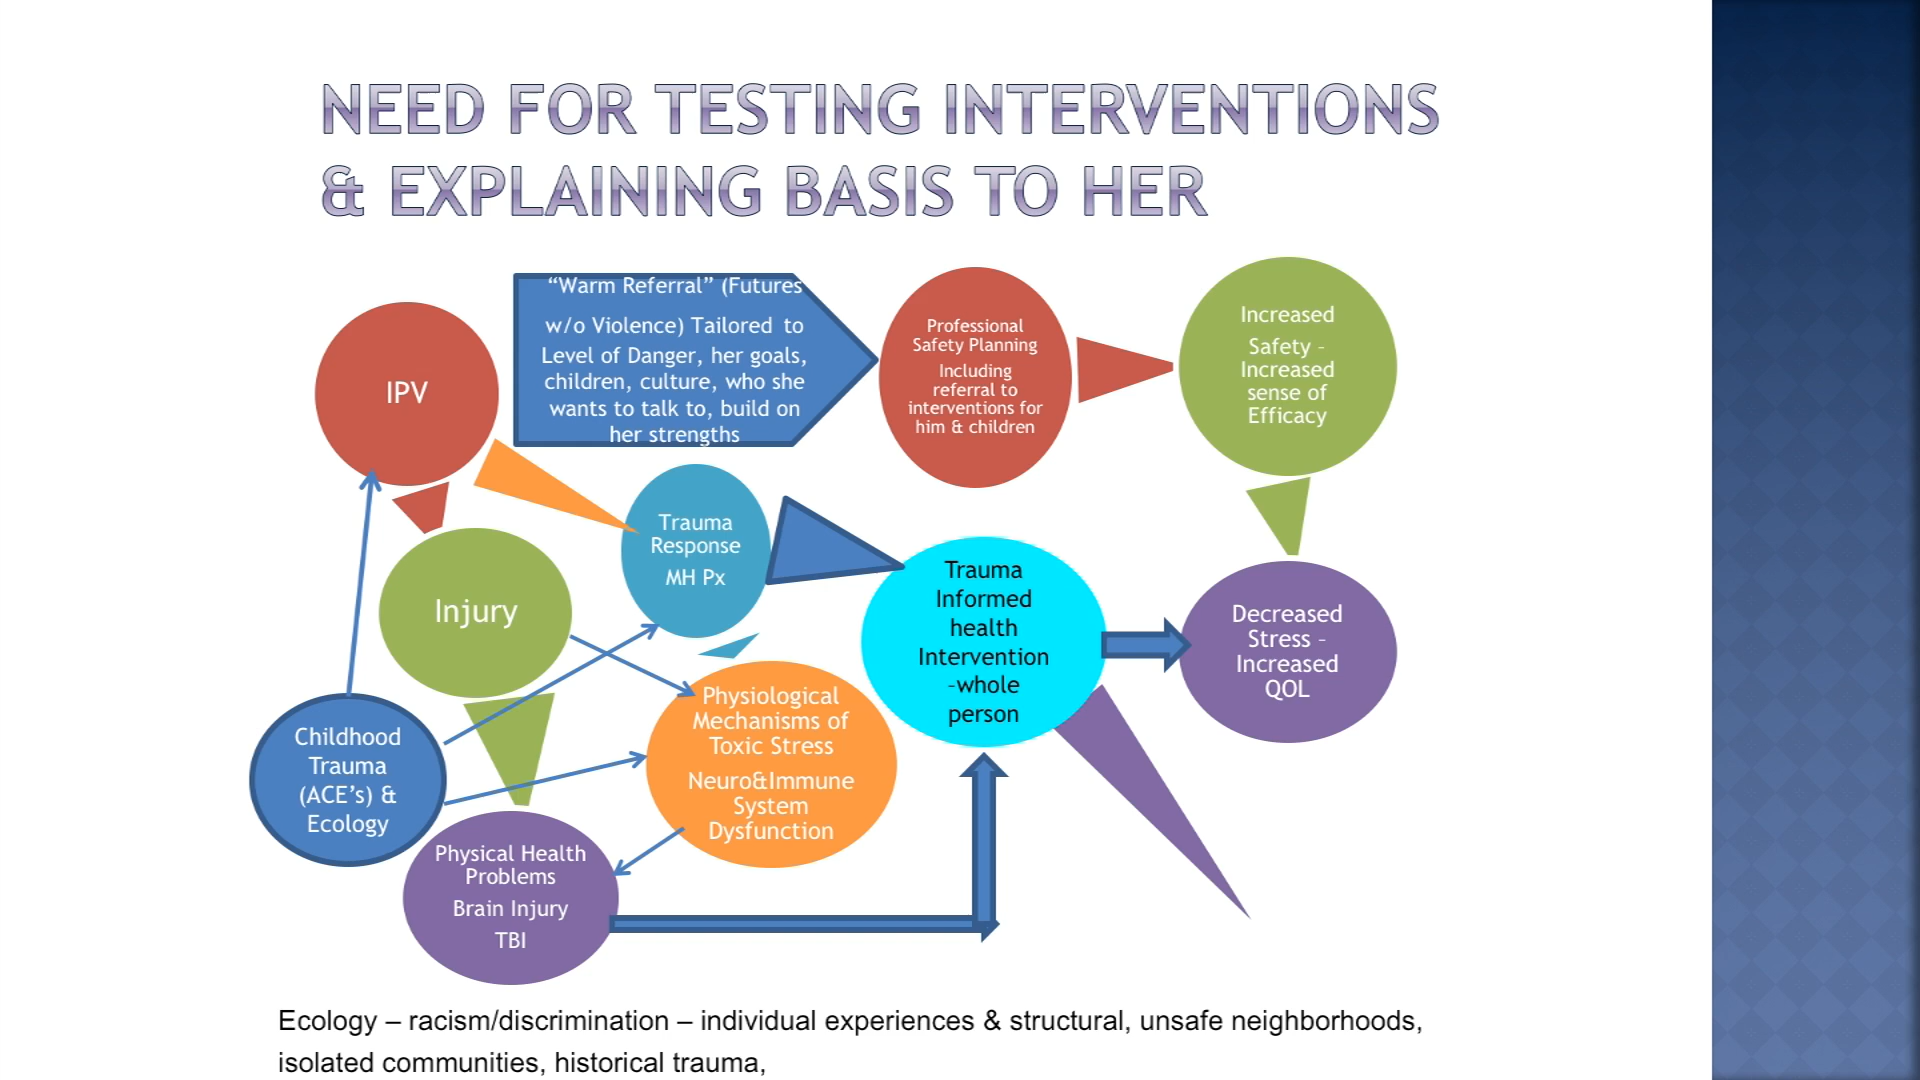 NEED FOR TESTING INTERVENTIONS
& EXPLAINING BASIS TO HER
IPV
“Warm Referral” (Futures
w/o Violence) Tailored to
Level of Danger, her goals,
children, culture, who she
wants to talk to, build on
her strengths
Professional
Safety Planning
Including
referral to
interventions for
him & children
Increased
Safety –
Increased
sense of
Efficacy
Trauma
Response
MH Px
Injury
Trauma
Informed
health
Intervention
-whole
person
Decreased
Stress –
Increased
QOL
Childhood
Trauma
(ACE’s) &
Ecology
Physiological
Mechanisms of
Toxic Stress
Neuro&Immune
System
Dysfunction
Physical Health
Problems
Brain Injury
TBI
Ecology – racism/discrimination – individual experiences & structural, unsafe neighborhoods,
isolated communities, historical trauma,